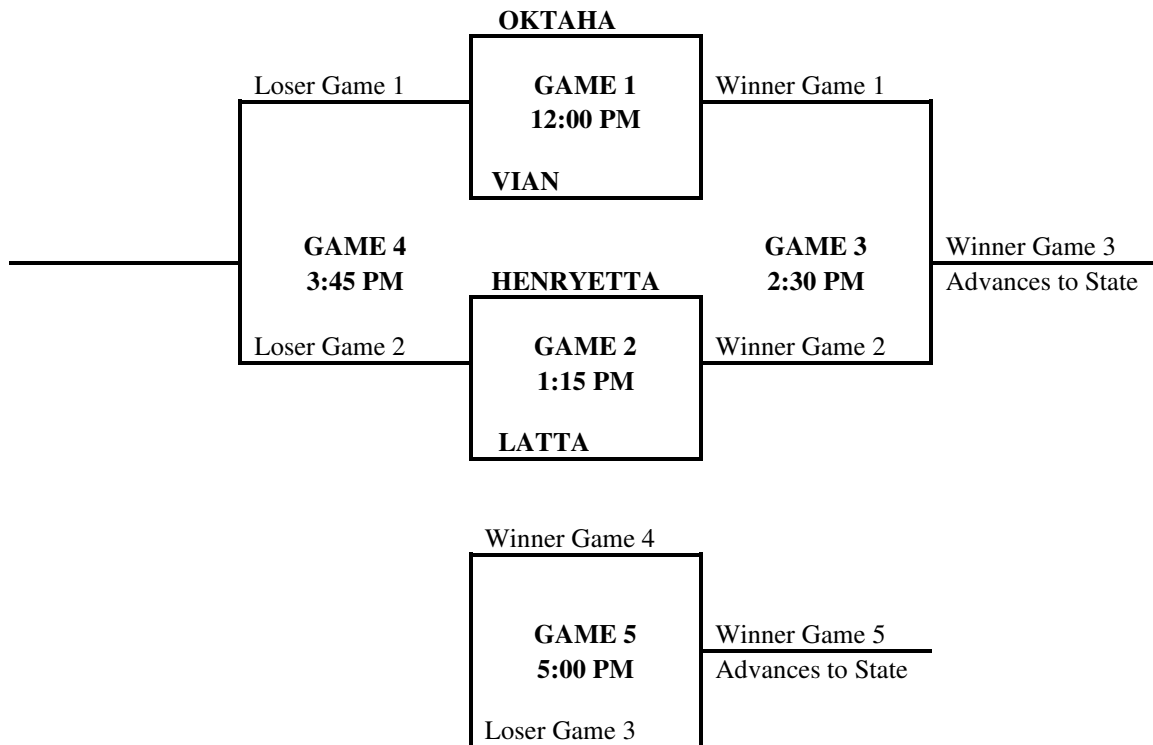 OKTAHA
Loser Game 1
GAME 1
Winner Game 1
12:00 PM
VIAN
GAME 4
GAME 3
Winner Game 3
3:45 PM
HENRYETTA
2:30 PM
Advances to State
Loser Game 2
GAME 2
Winner Game 2
1:15 PM
LATTA
Winner Game 4
GAME 5
Winner Game 5
5:00 PM
Advances to State
Loser Game 3